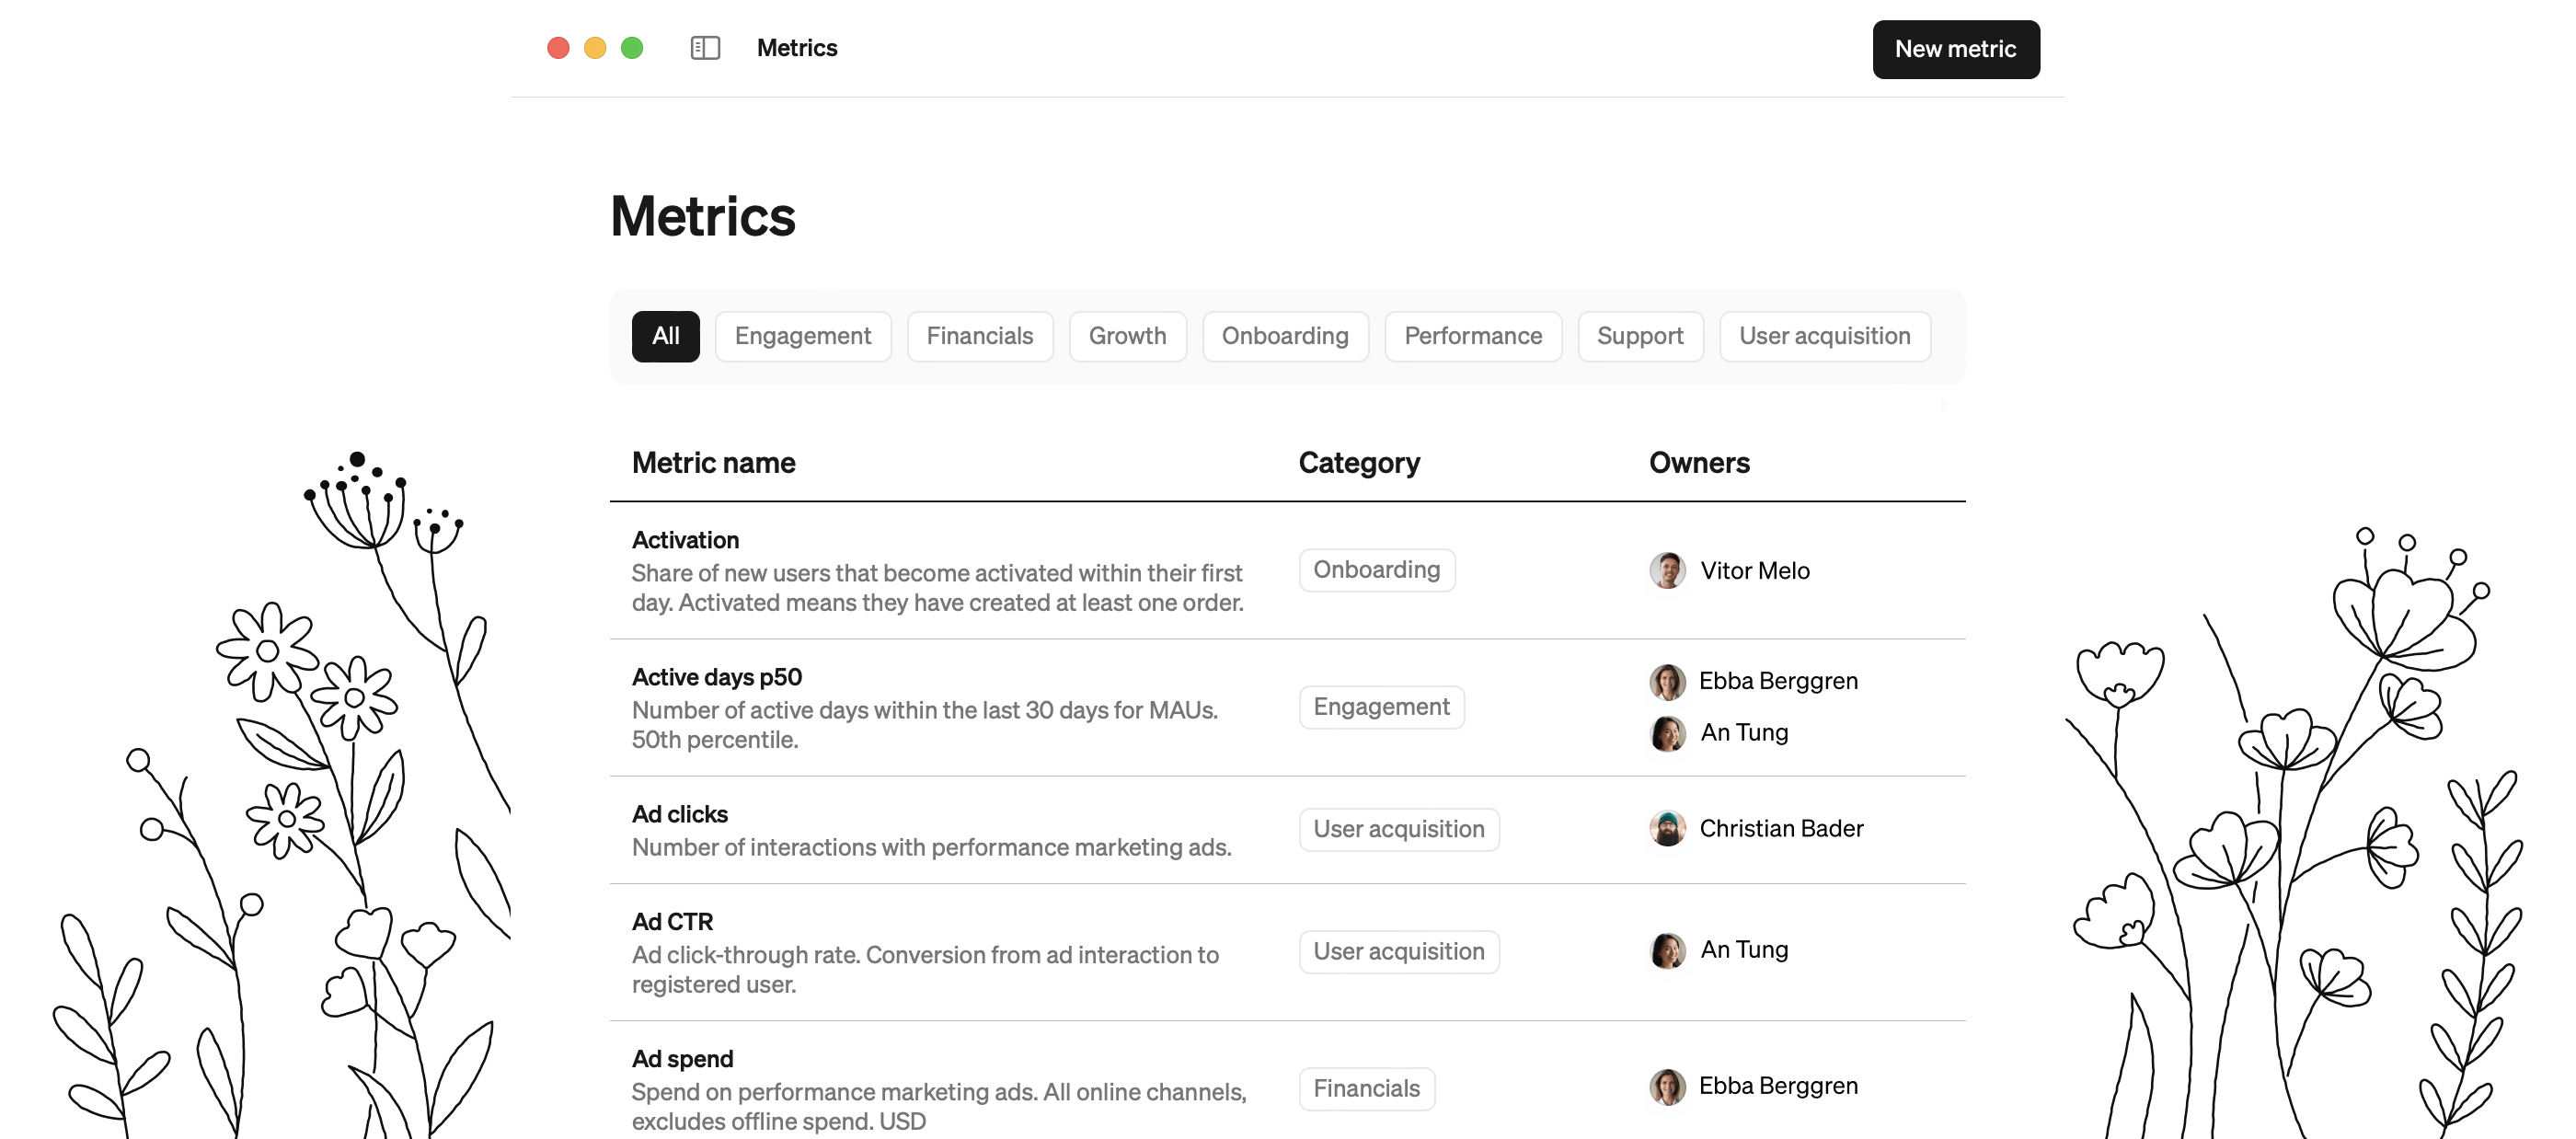 Metrics
New metric
Metrics
All
Engagement
Financials
Growth
Onboarding
Performance
Support
User acquisition
Metric name
Category
Owners
Activation
Share of new users that become activated within their first
day. Activated means they have created at least one order.
Onboarding
Vitor Melo
Active days p50
Number of active days within the last 30 days for MAUs.
50th percentile.
Engagement
Ebba Berggren
An Tung
Ad clicks
Number of interactions with performance marketing ads.
User acquisition
Christian Bader
Ad CTR
Ad click-through rate. Conversion from ad interaction to
registered user.
User acquisition
An Tung
Ad spend
Spend on performance marketing ads. All online channels,
excludes offline spend. USD
Financials
Ebba Berggren